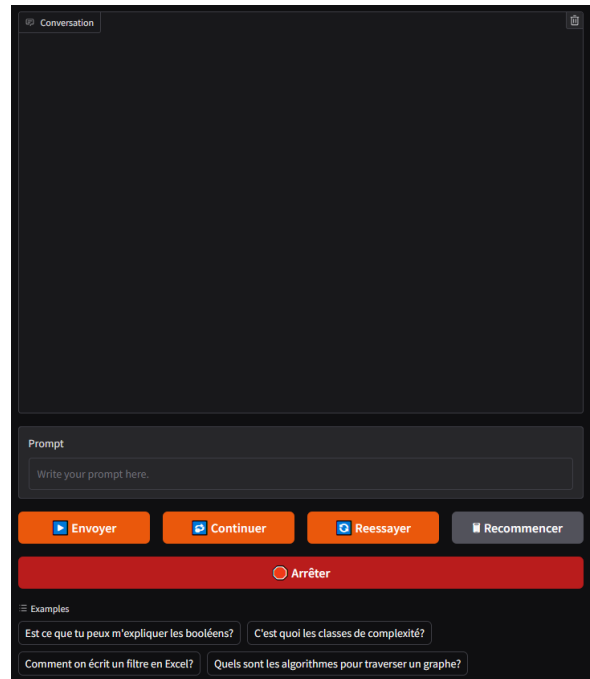 Conversation
Prompt
Write your prompt here.
Envoyer Continuer Reessayer Recommencer
Arrêter
Examples
Est ce que tu peux m'expliquer les booléens? C'est quoi les classes de complexité?
Comment on écrit un filtre en Excel? Quels sont les algorithmes pour traverser un graphe?